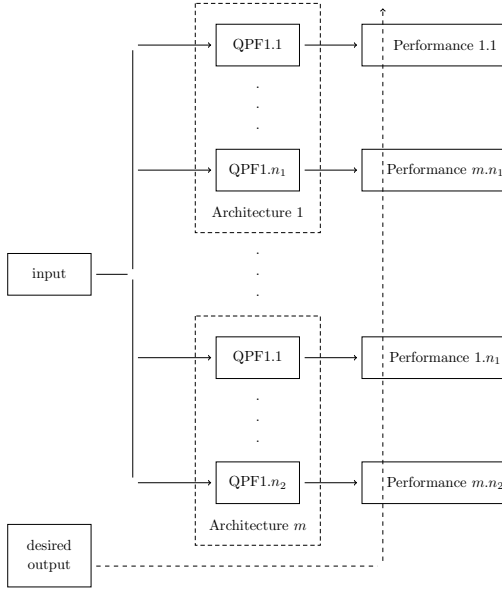 QPF1.1
Performance 1.1
QPF1.n₁
Performance m.n₁
Architecture 1
input
QPF1.1
Performance 1.n₁
QPF1.n₂
Performance m.n₂
Architecture m
desired
output